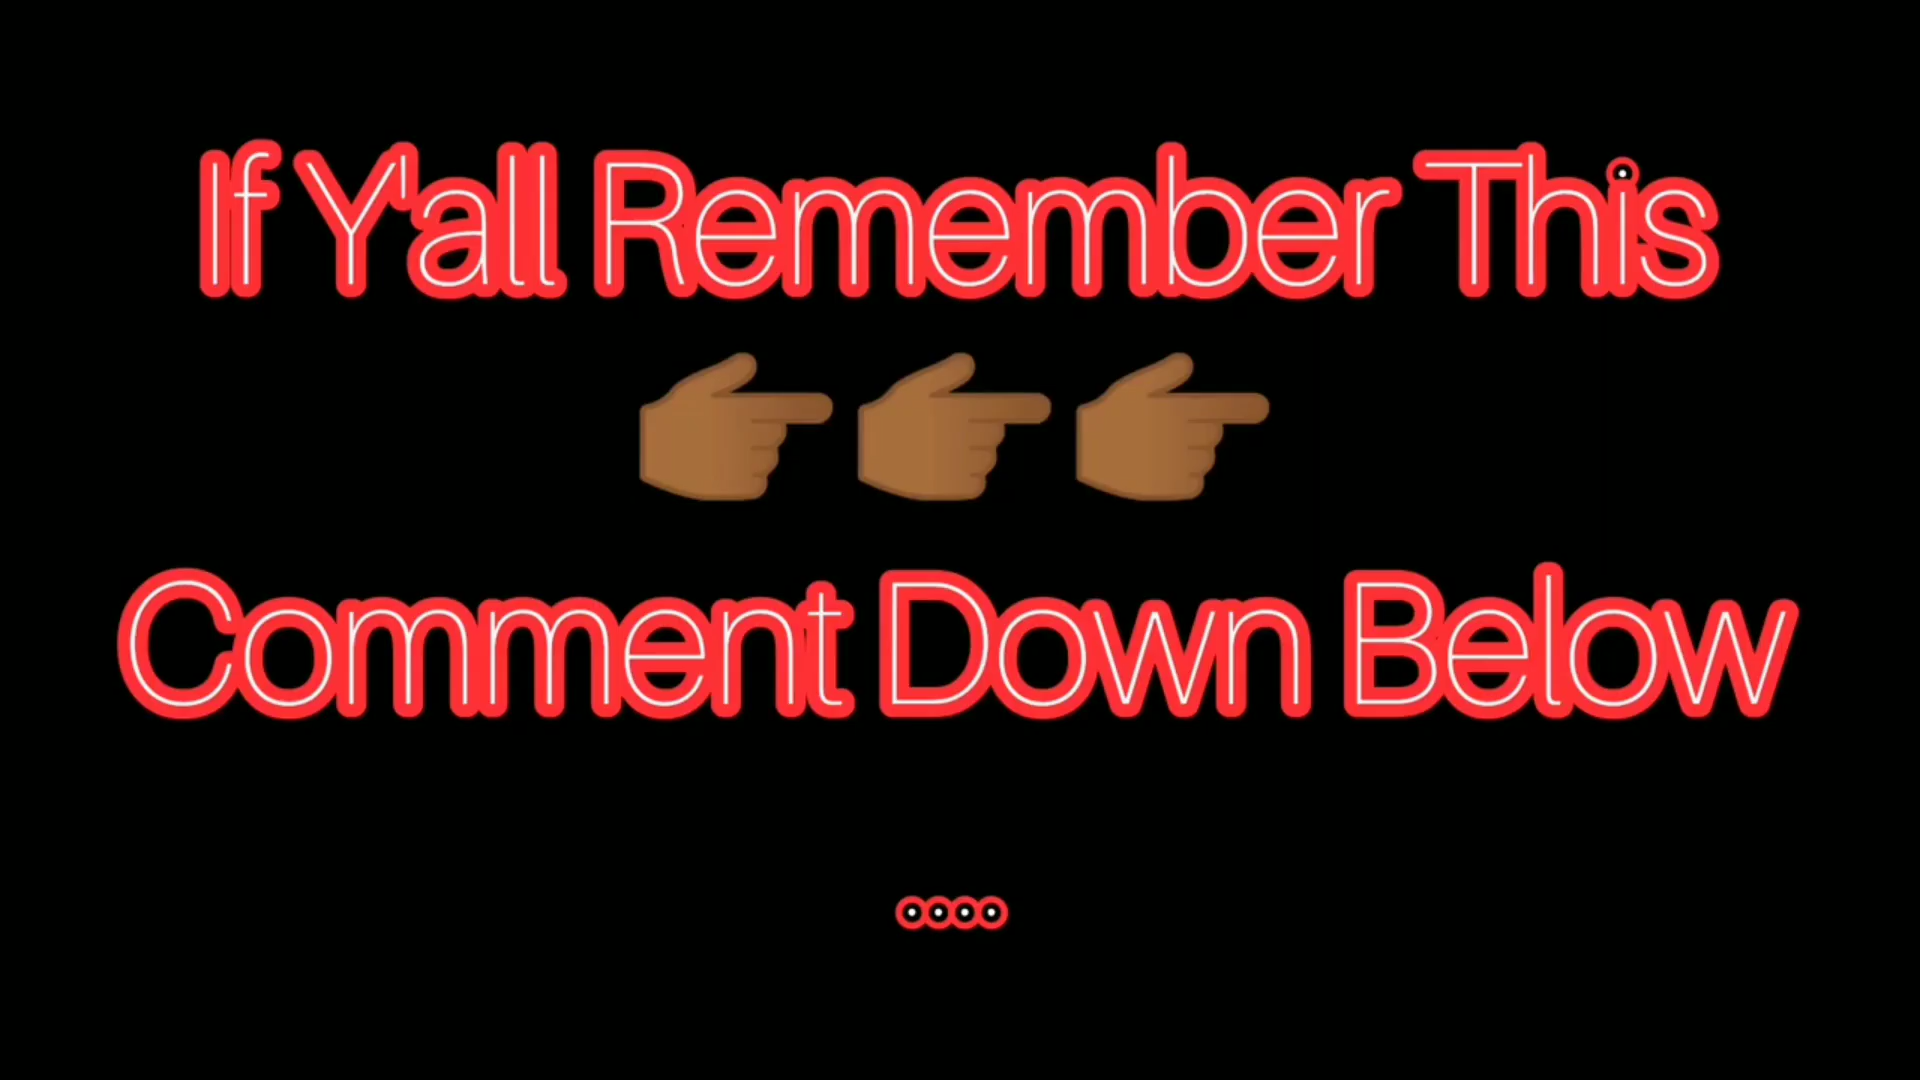 If Y'all Remember This
👉🏾👉🏾👉🏾
Comment Down Below
....